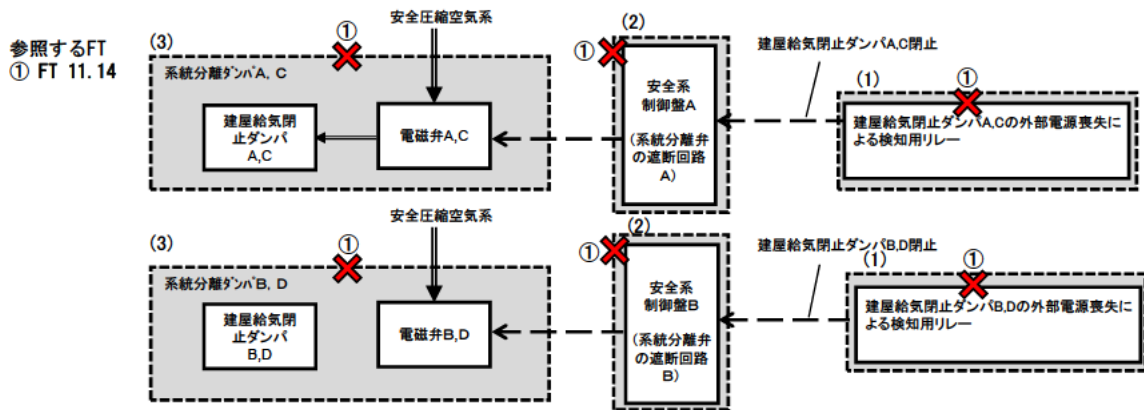 参照するFT
① FT 11.14
安全圧縮空気系
(3)
①
系統分離ﾀﾞﾝﾊﾟA, C
建屋給気閉
止ダンパ
A,C
電磁弁A,C
(2)
①
安全系
制御盤A
(系統分離弁
の遮断回路
A)
建屋給気閉止ダンパA,C閉止
(1)
①
建屋給気閉止ダンパA,Cの外部電源喪失に
よる検知用リレー
安全圧縮空気系
(3)
①
系統分離ﾀﾞﾝﾊﾟB, D
建屋給気閉
止ダンパ
B,D
電磁弁B,D
(2)
①
安全系
制御盤B
(系統分離弁
の遮断回路
B)
建屋給気閉止ダンパB,D閉止
(1)
①
建屋給気閉止ダンパB,Dの外部電源喪失に
よる検知用リレー